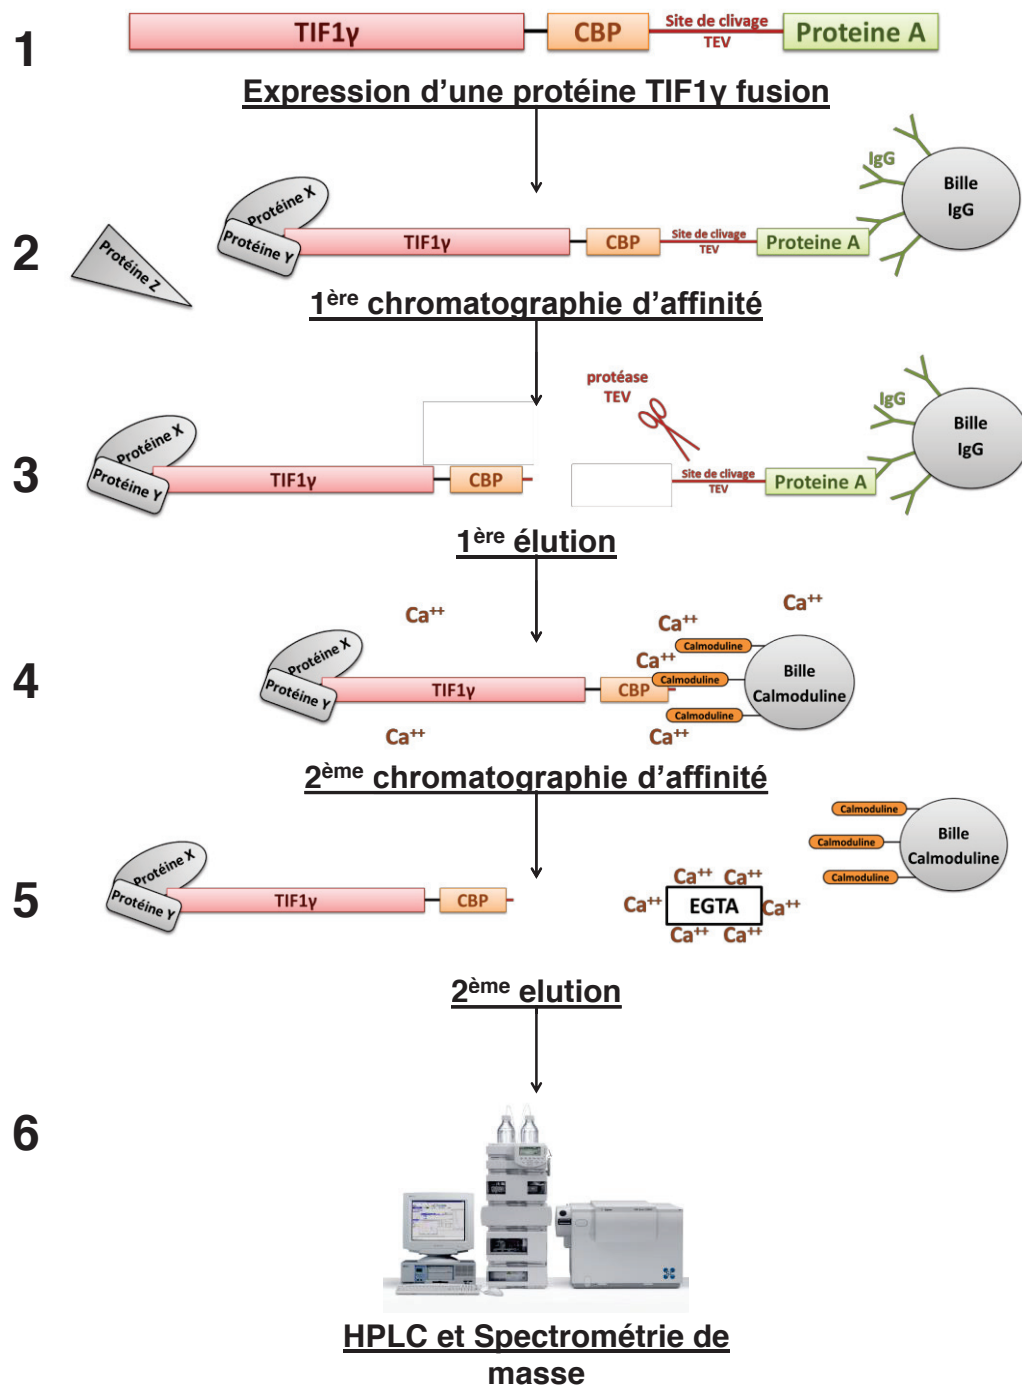 1
TIF1γ CBP Site de clivage TEV Proteine A
Expression d'une protéine TIF1γ fusion
2
Protéine Z
Protéine X
Protéine Y
TIF1γ CBP Site de clivage TEV Proteine A
IgG
Bille
IgG
1ère chromatographie d'affinité
3
Protéine X
Protéine Y
TIF1γ CBP
protéase
TEV
Site de clivage
TEV
Proteine A
IgG
Bille
IgG
1ère élution
4
Ca++ Ca++ Ca++
Protéine X
Protéine Y
TIF1γ CBP
Ca++
Calmoduline
Calmoduline
Calmoduline
Bille
Calmoduline
Ca++ Ca++
2ème chromatographie d'affinité
5
Protéine X
Protéine Y
TIF1γ CBP
Ca++ Ca++
Ca++ EGTA Ca++
Ca++ Ca++
Calmoduline
Calmoduline
Calmoduline
Bille
Calmoduline
2ème elution
6
HPLC et Spectrométrie de
masse